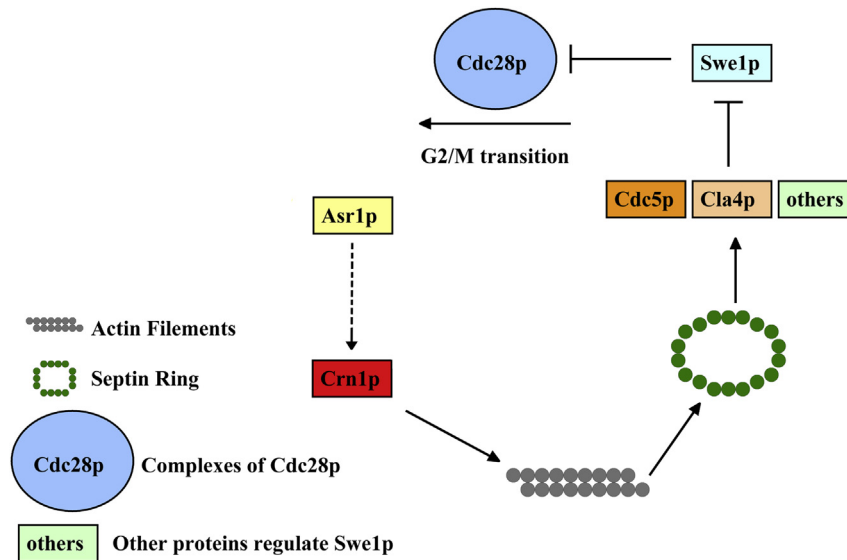 Cdc28p
Swe1p
G2/M transition
Cdc5p
Cla4p
others
Asr1p
Actin Filements
Septin Ring
Crn1p
Cdc28p
Complexes of Cdc28p
others
Other proteins regulate Swe1p